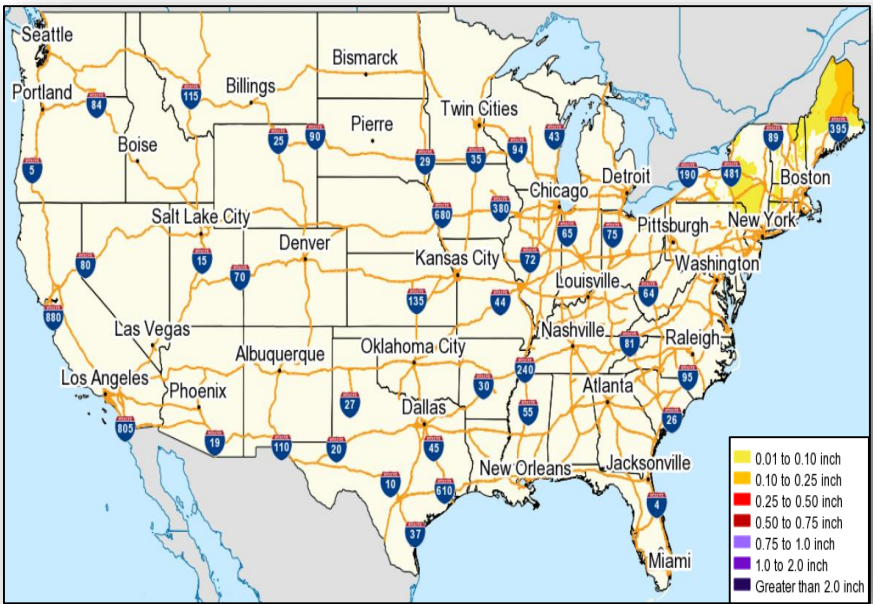 Seattle
Bismarck
Portland
84
115
Billings
Twin Cities
Pierre
25
90
43
395
89
Boise
94
5
29
35
190
481
Detroit
Boston
Chicago
380
680
Salt Lake City
65
75
Pittsburgh
New York
80
15
Denver
Kansas City
72
Washington
70
Louisville
64
135
44
880
Las Vegas
Nashville
81
Raleigh
Albuquerque
Oklahoma City
240
Los Angeles
Phoenix
30
Atlanta
95
27
Dallas
55
26
805
19
110
20
45
New Orleans
Jacksonville
10
610
4
37
Miami
0.01 to 0.10 inch
0.10 to 0.25 inch
0.25 to 0.50 inch
0.50 to 0.75 inch
0.75 to 1.0 inch
1.0 to 2.0 inch
Greater than 2.0 inch